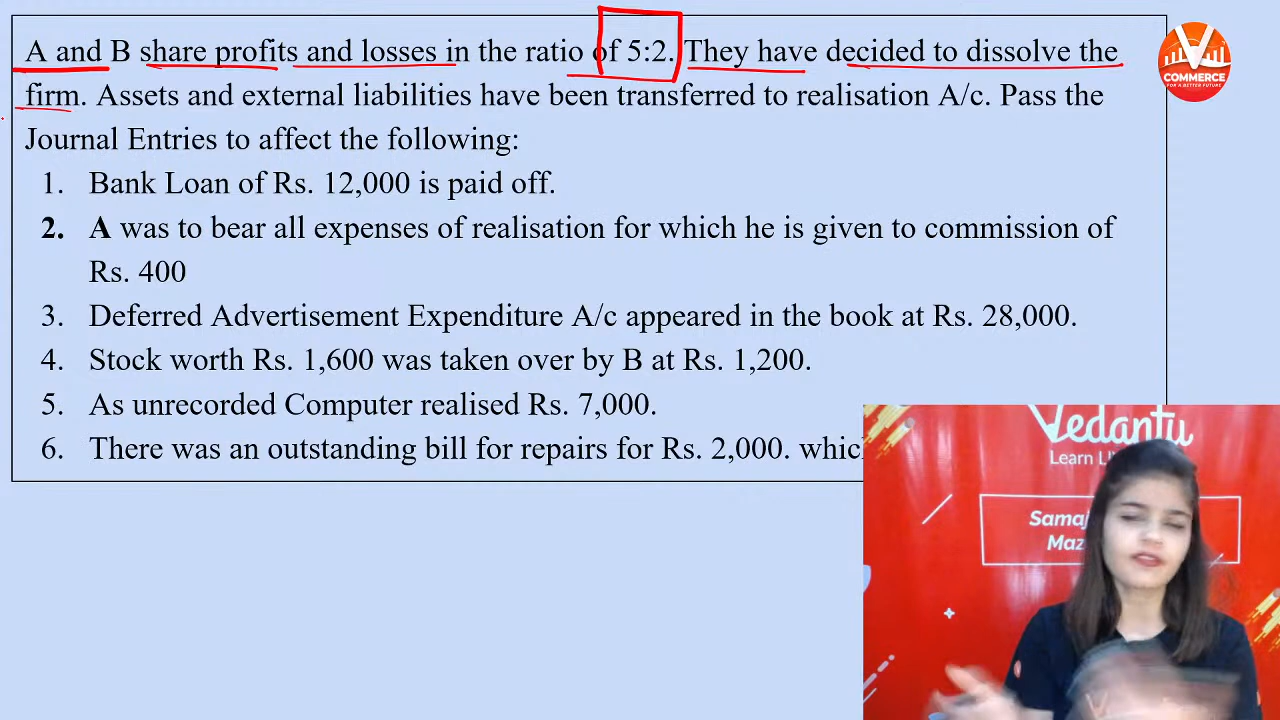 A and B share profits and losses in the ratio of 5:2. They have decided to dissolve the
firm. Assets and external liabilities have been transferred to realisation A/c. Pass the
Journal Entries to affect the following:
1. Bank Loan of Rs. 12,000 is paid off.
2. A was to bear all expenses of realisation for which he is given to commission of
Rs. 400
3. Deferred Advertisement Expenditure A/c appeared in the book at Rs. 28,000.
4. Stock worth Rs. 1,600 was taken over by B at Rs. 1,200.
5. As unrecorded Computer realised Rs. 7,000.
6. There was an outstanding bill for repairs for Rs. 2,000.
V
COMMERCE
FOR A BETTER FUTURE
Vedantu
Learn